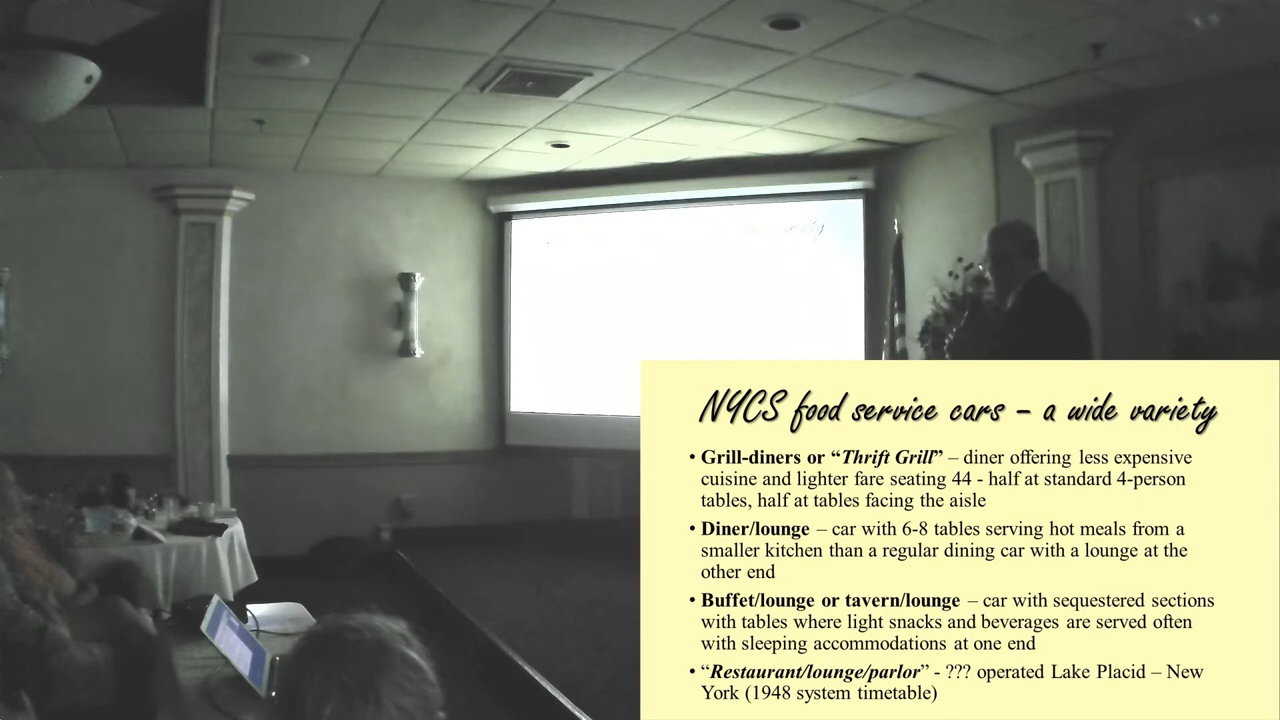 NYCS food service cars – a wide variety
• Grill-diners or “Thrift Grill” – diner offering less expensive
cuisine and lighter fare seating 44 - half at standard 4-person
tables, half at tables facing the aisle
• Diner/lounge – car with 6-8 tables serving hot meals from a
smaller kitchen than a regular dining car with a lounge at the
other end
• Buffet/lounge or tavern/lounge – car with sequestered sections
with tables where light snacks and beverages are served often
with sleeping accommodations at one end
• “Restaurant/lounge/parlor” - ??? operated Lake Placid – New
York (1948 system timetable)